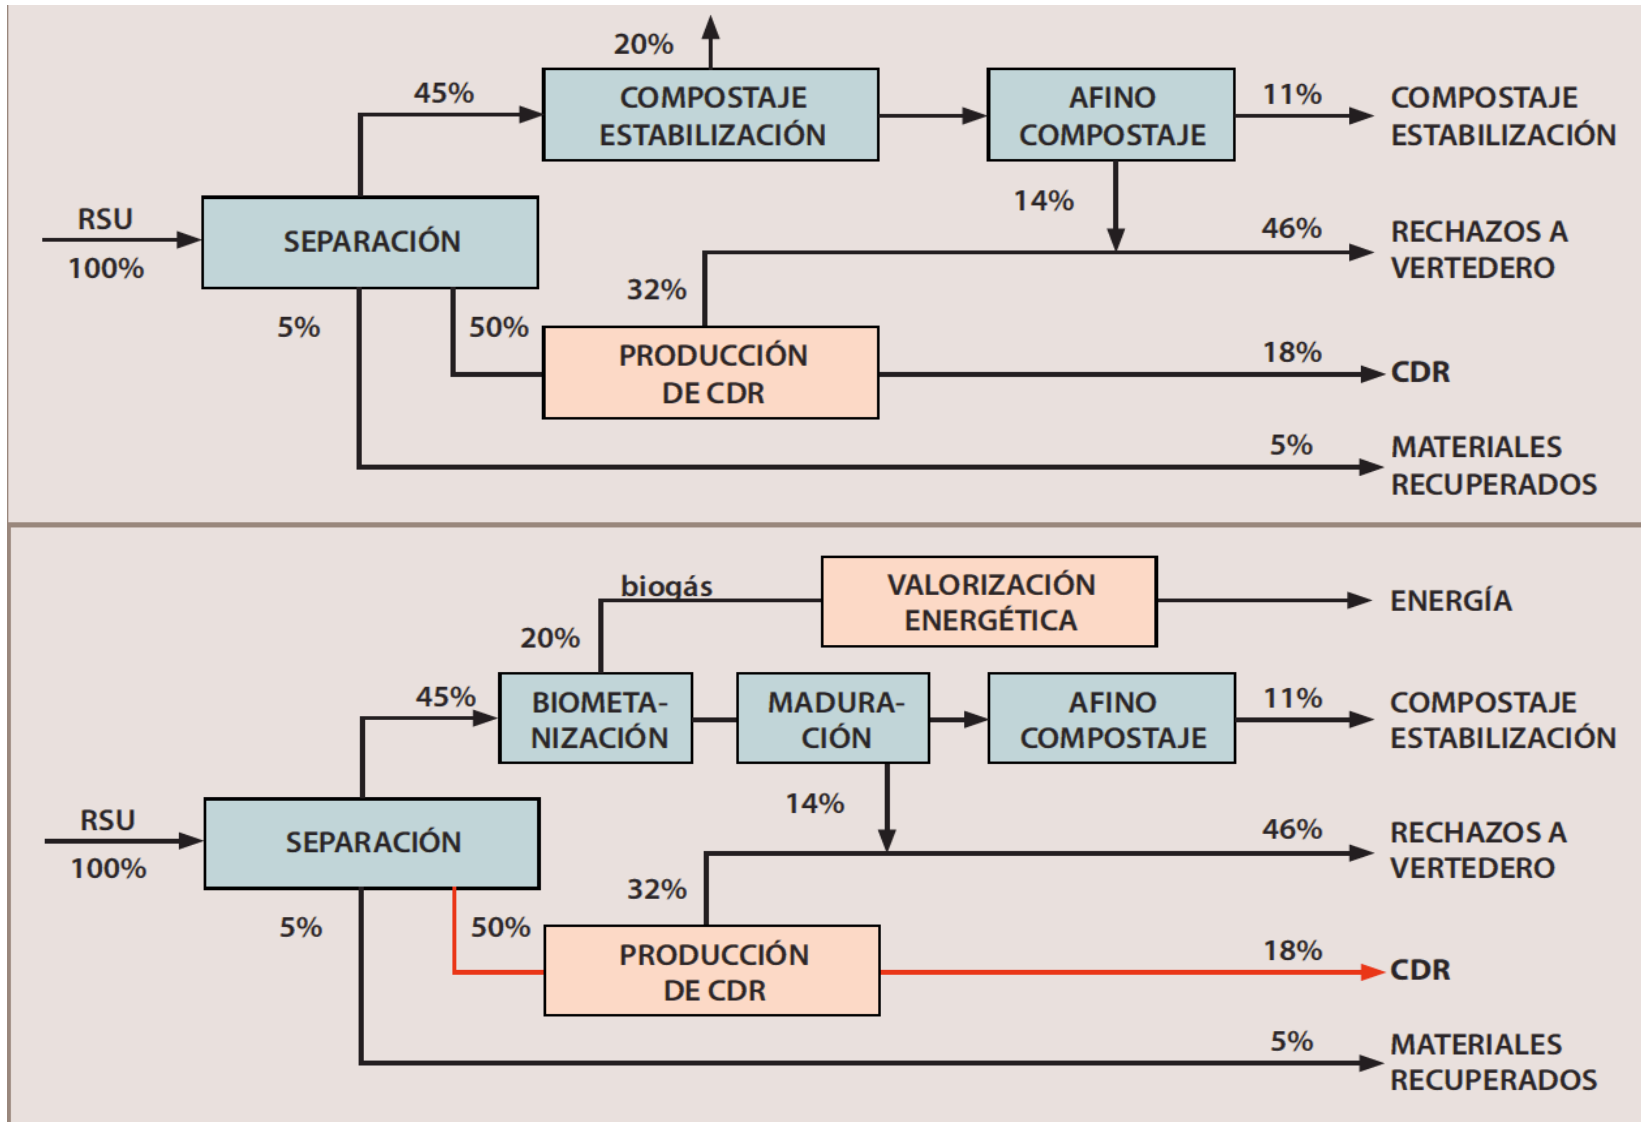 20%
45%
COMPOSTAJE
ESTABILIZACIÓN
AFINO
COMPOSTAJE
11%
COMPOSTAJE
ESTABILIZACIÓN
RSU
100%
SEPARACIÓN
14%
46%
RECHAZOS A
VERTEDERO
32%
5%
50%
PRODUCCIÓN
DE CDR
18%
CDR
5%
MATERIALES
RECUPERADOS
biogás
VALORIZACIÓN
ENERGÉTICA
ENERGÍA
20%
45%
BIOMETA-
NIZACIÓN
MADURA-
CIÓN
AFINO
COMPOSTAJE
11%
COMPOSTAJE
ESTABILIZACIÓN
RSU
100%
SEPARACIÓN
14%
46%
RECHAZOS A
VERTEDERO
32%
5%
50%
PRODUCCIÓN
DE CDR
18%
CDR
5%
MATERIALES
RECUPERADOS